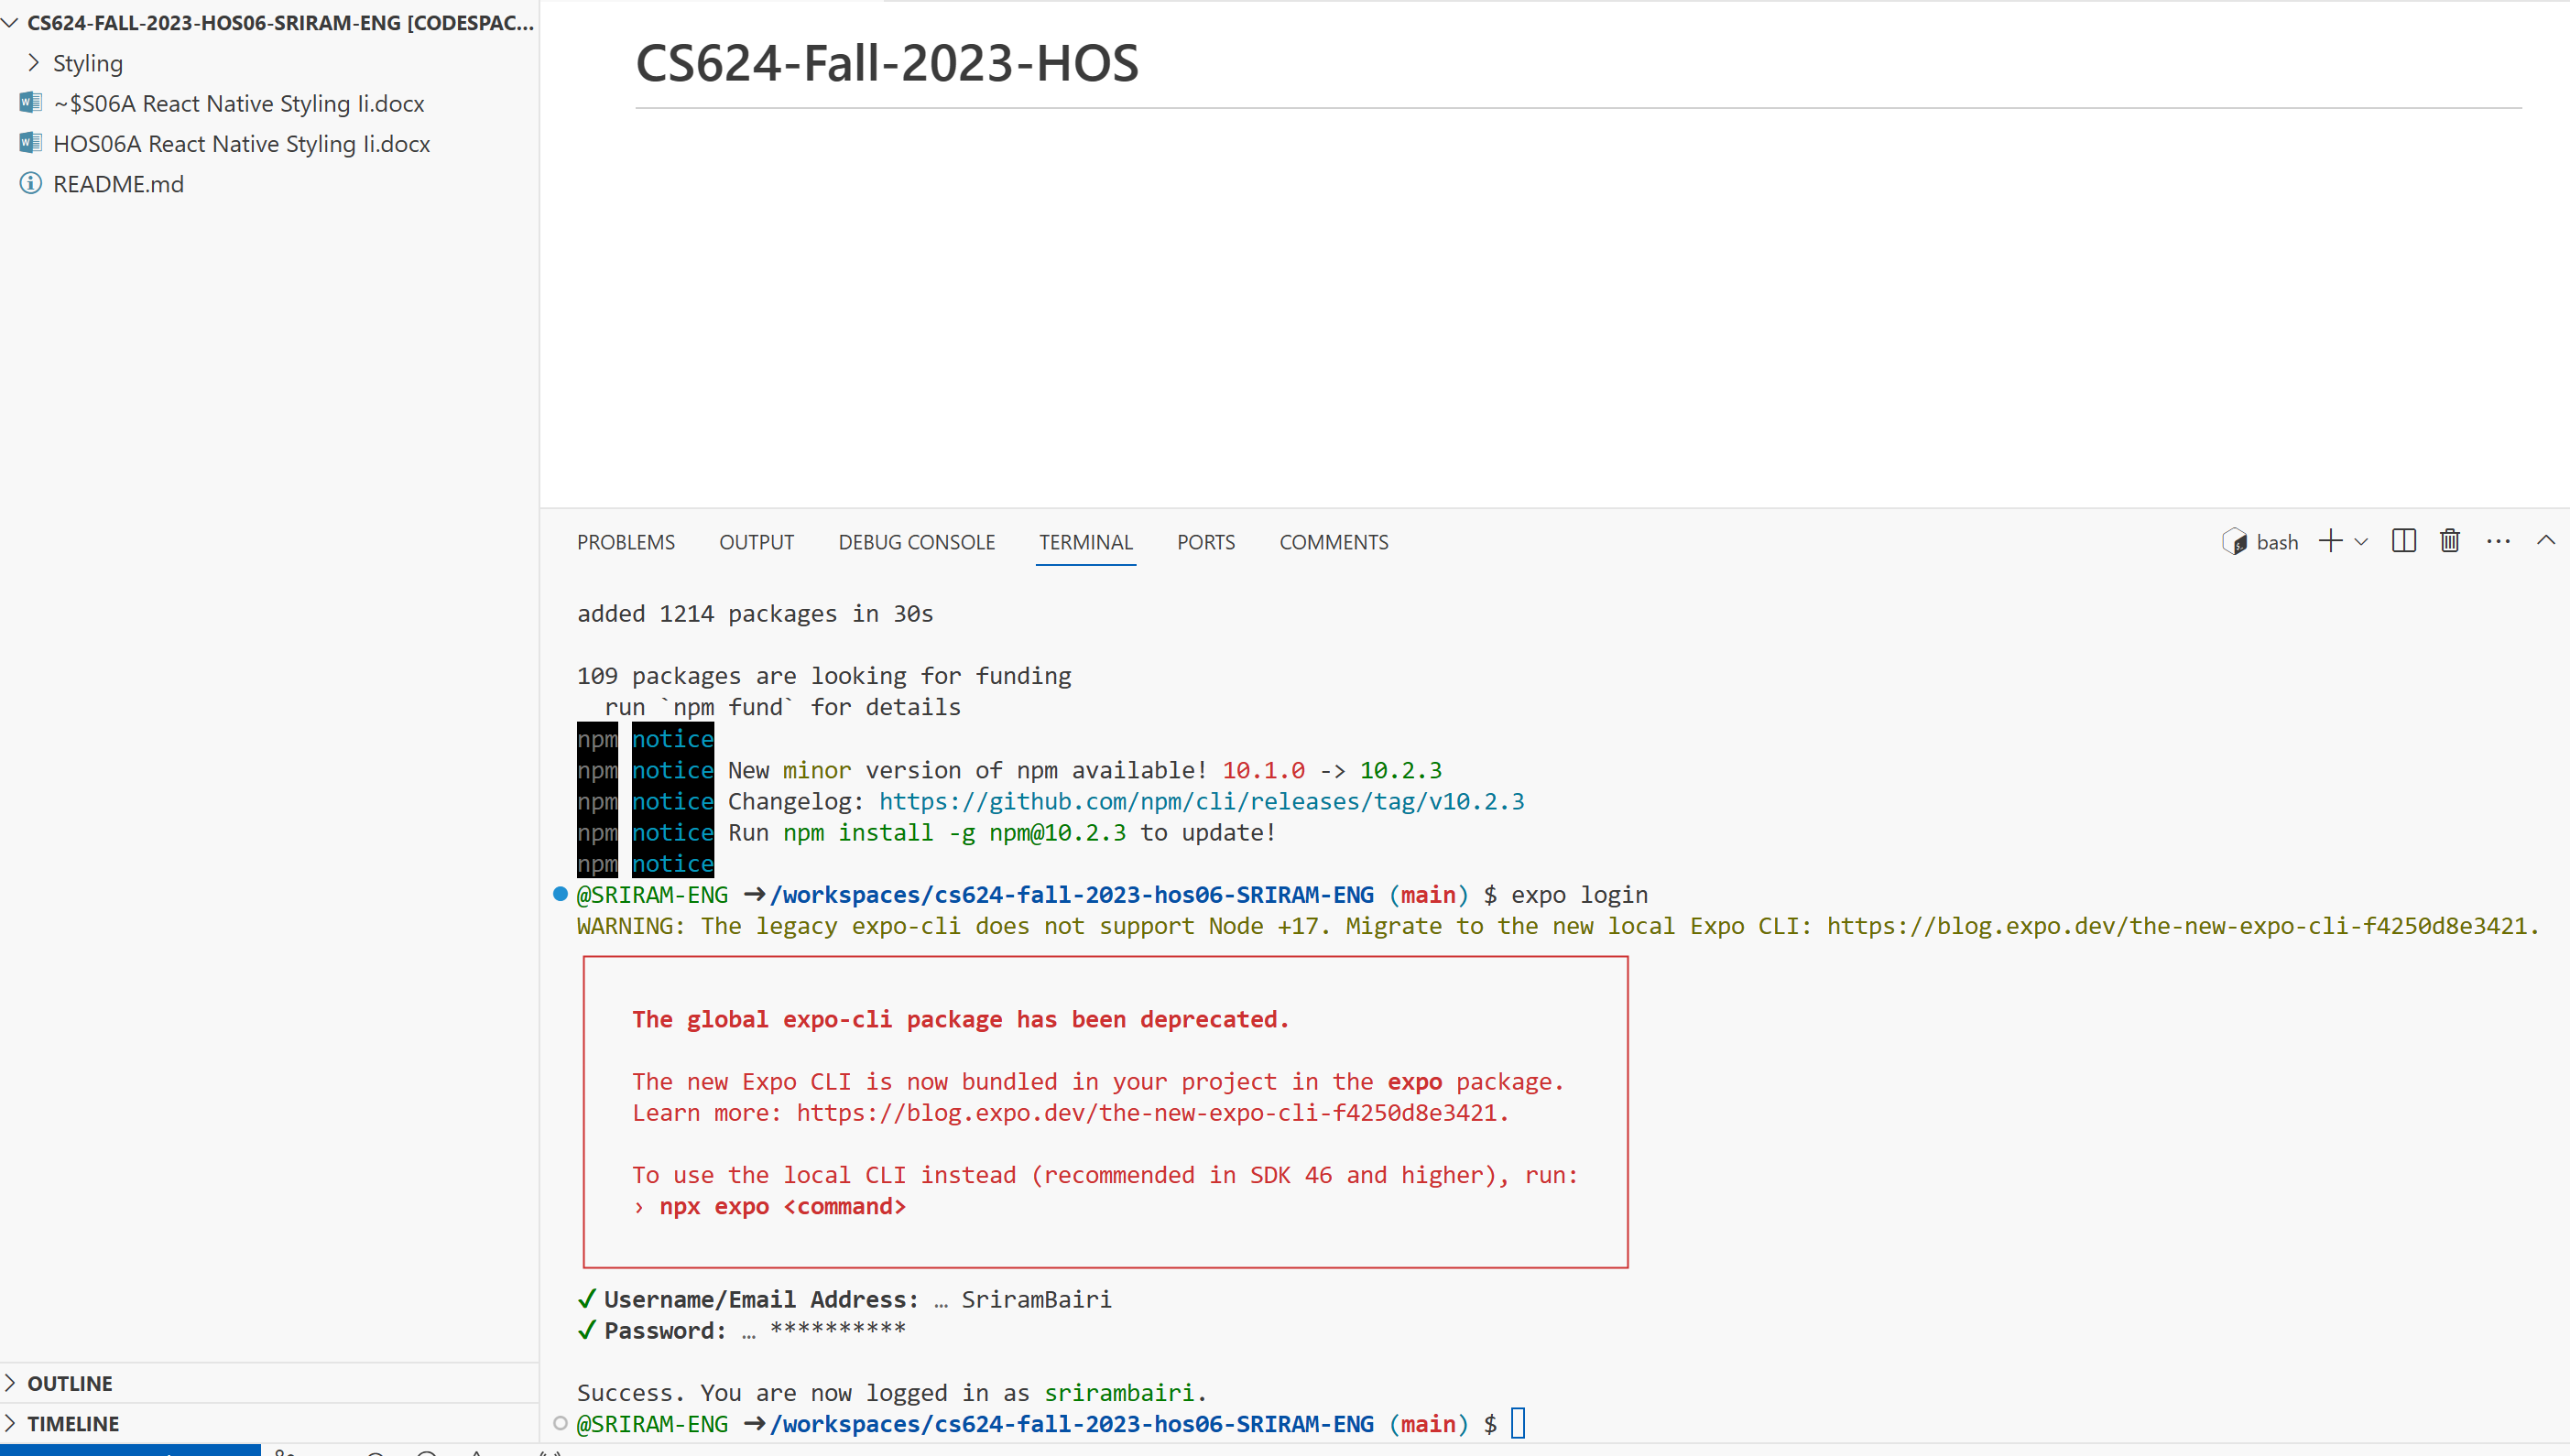 CS624-FALL-2023-HOS06-SRIRAM-ENG [CODESPAC...
Styling
~$S06A React Native Styling Ii.docx
HOS06A React Native Styling Ii.docx
README.md
OUTLINE
TIMELINE
CS624-Fall-2023-HOS
PROBLEMS OUTPUT DEBUG CONSOLE TERMINAL PORTS COMMENTS bash
added 1214 packages in 30s
109 packages are looking for funding
  run `npm fund` for details
npm notice
npm notice New minor version of npm available! 10.1.0 -> 10.2.3
npm notice Changelog: https://github.com/npm/cli/releases/tag/v10.2.3
npm notice Run npm install -g npm@10.2.3 to update!
npm notice
@SRIRAM-ENG ➜ /workspaces/cs624-fall-2023-hos06-SRIRAM-ENG (main) $ expo login
WARNING: The legacy expo-cli does not support Node +17. Migrate to the new local Expo CLI: https://blog.expo.dev/the-new-expo-cli-f4250d8e3421.
The global expo-cli package has been deprecated.
The new Expo CLI is now bundled in your project in the expo package.
Learn more: https://blog.expo.dev/the-new-expo-cli-f4250d8e3421.
To use the local CLI instead (recommended in SDK 46 and higher), run:
› npx expo <command>
✔ Username/Email Address: … SriramBairi
✔ Password: … **********
Success. You are now logged in as srirambairi.
@SRIRAM-ENG ➜ /workspaces/cs624-fall-2023-hos06-SRIRAM-ENG (main) $